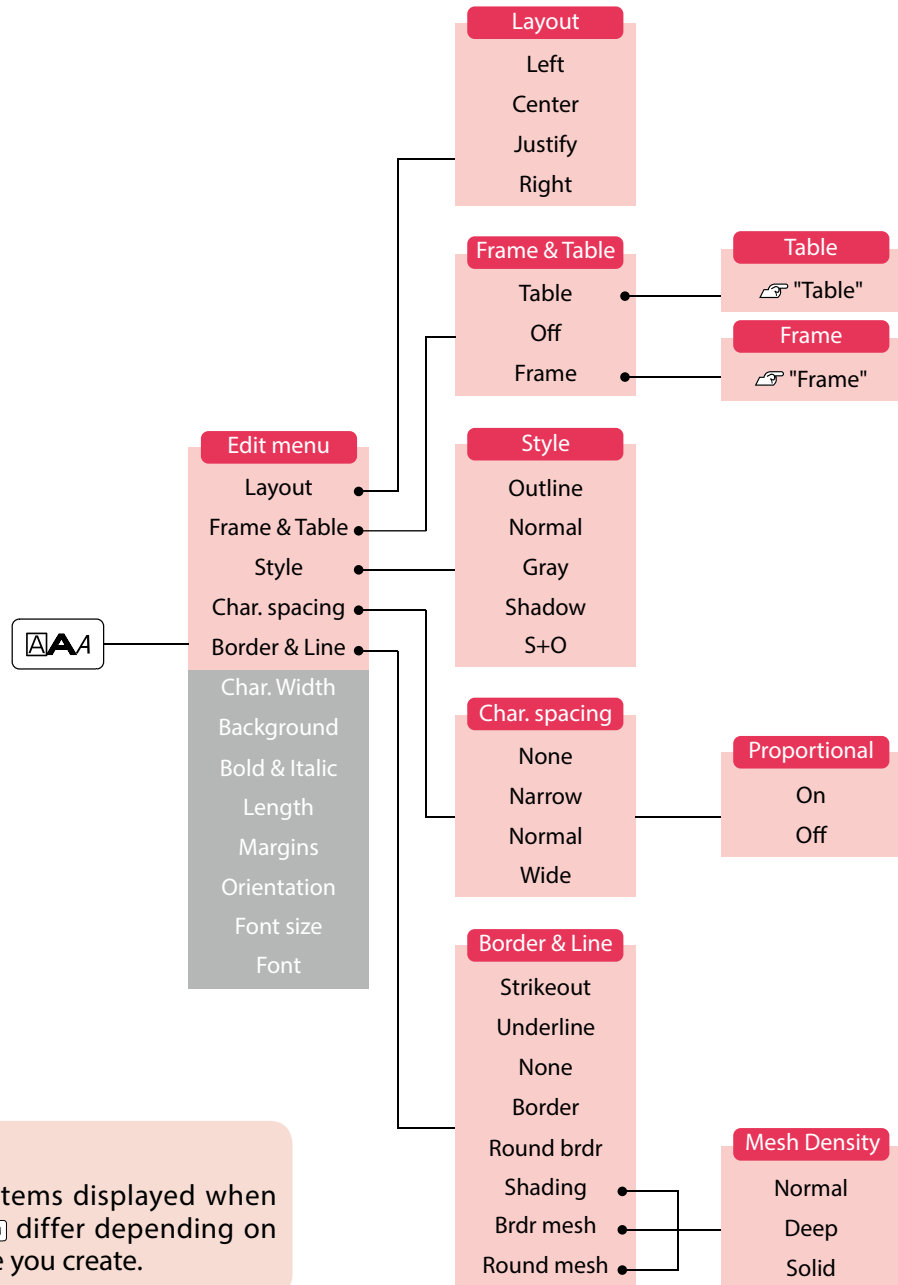 Layout
Left
Center
Justify
Right
Frame & Table
Table
Off
Frame
Table
"Table"
Frame
"Frame"
Edit menu
Layout
Frame & Table
Style
Char. spacing
Border & Line
Char. Width
Background
Bold & Italic
Length
Margins
Orientation
Font size
Font
AAA
Style
Outline
Normal
Gray
Shadow
S+O
Char. spacing
None
Narrow
Normal
Wide
Proportional
On
Off
Border & Line
Strikeout
Underline
None
Border
Round brdr
Shading
Brdr mesh
Round mesh
Mesh Density
Normal
Deep
Solid
tems displayed when
differ depending on
e you create.